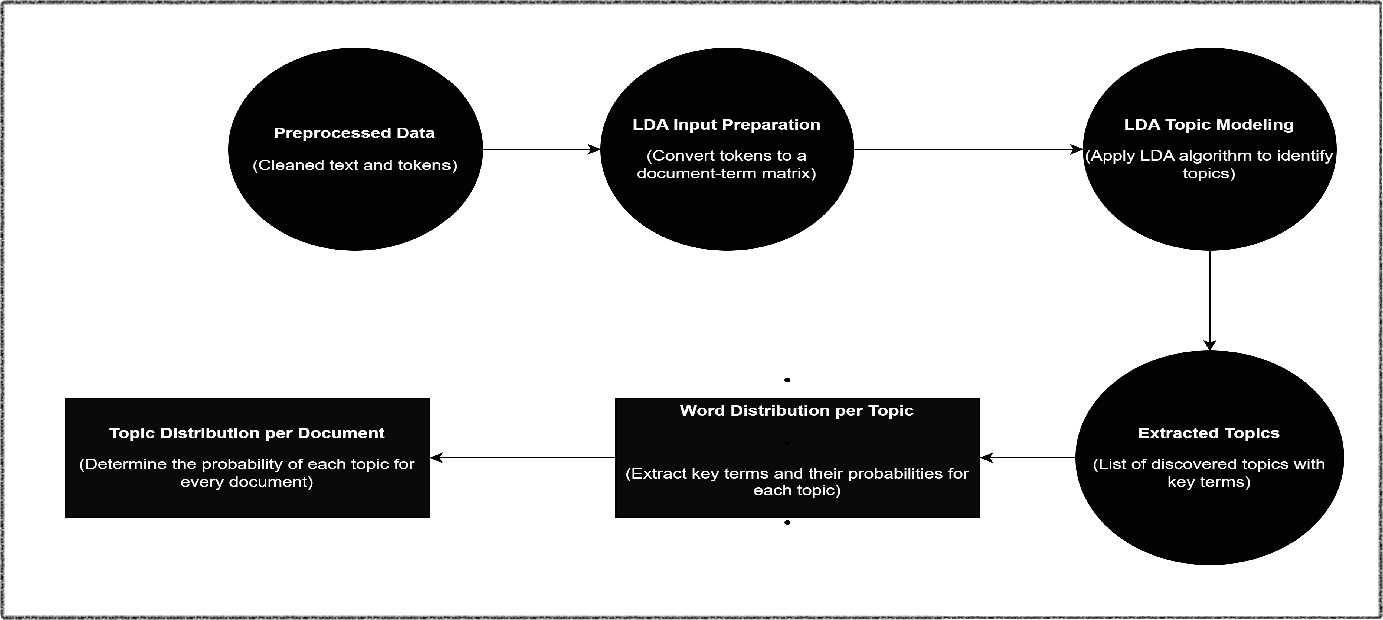 Preprocessed Data
(Cleaned text and tokens)
LDA Input Preparation
(Convert tokens to a
document-term matrix)
LDA Topic Modeling
(Apply LDA algorithm to identify
topics)
Extracted Topics
(List of discovered topics with
key terms)
Word Distribution per Topic
(Extract key terms and their probabilities for
each topic)
Topic Distribution per Document
(Determine the probability of each topic for
every document)